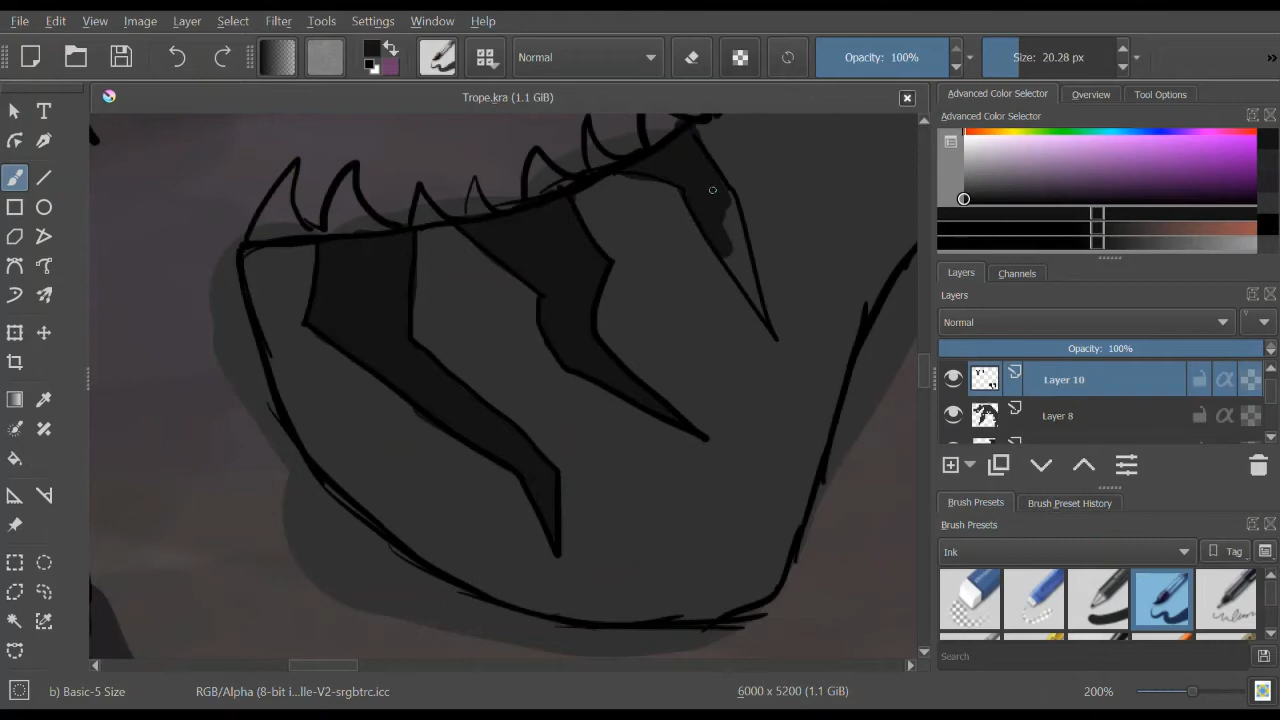 File Edit View Image Layer Select Filter Tools Settings Window Help
Normal
Opacity: 100%
Size: 20.28 px
»
Trope.kra (1.1 GiB)
Advanced Color Selector Overview Tool Options
Advanced Color Selector
Layers Channels
Layers
Normal
Opacity: 100%
Layer 10
Layer 8
Brush Presets Brush Preset History
Brush Presets
Ink
Tag
Search
b) Basic-5 Size
RGB/Alpha (8-bit i...lle-V2-srgbtrc.icc
6000 x 5200 (1.1 GiB)
200%